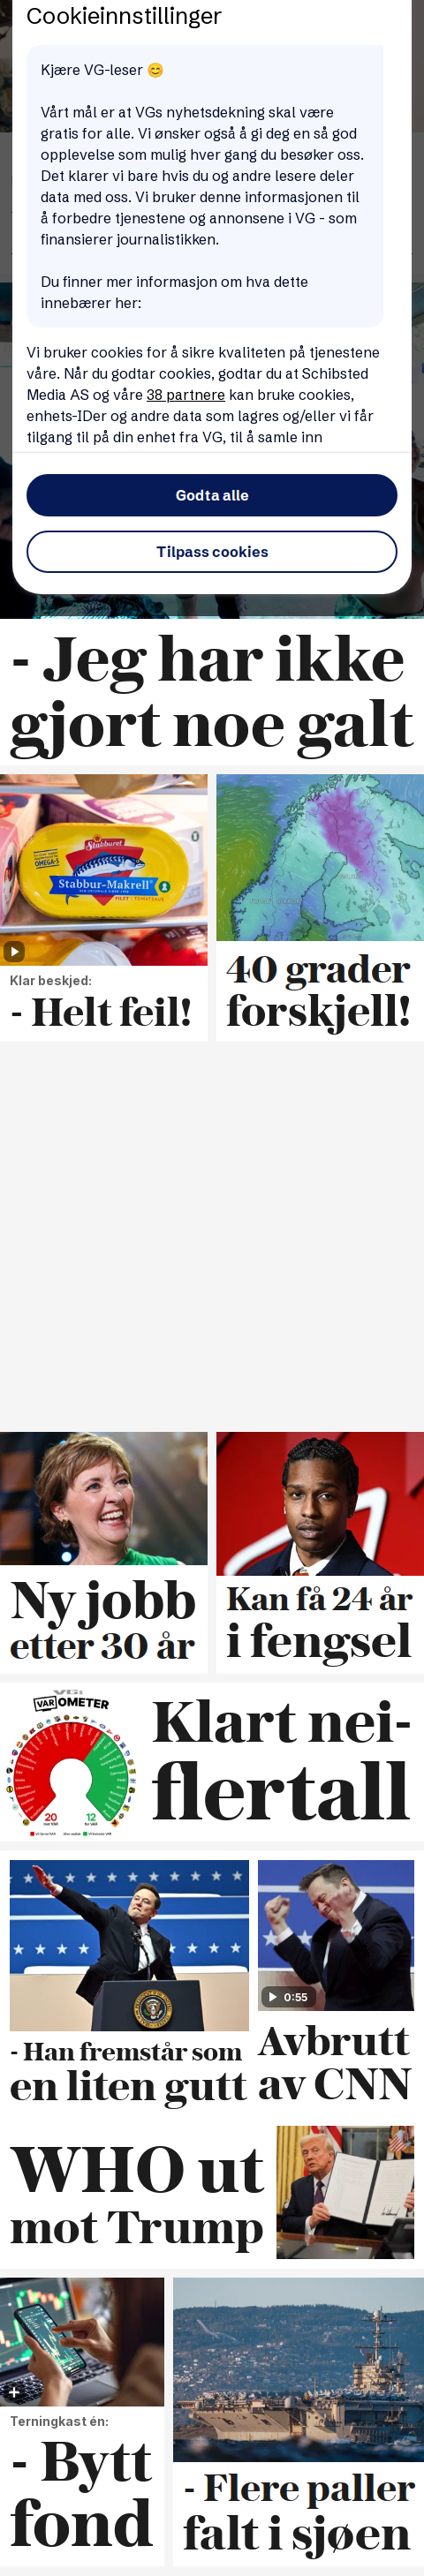 Cookieinnstillinger
Kjære VG-leser 😊
Vårt mål er at VGs nyhetsdekning skal være
gratis for alle. Vi ønsker også å gi deg en så god
opplevelse som mulig hver gang du besøker oss.
Det klarer vi bare hvis du og andre lesere deler
data med oss. Vi bruker denne informasjonen til
å forbedre tjenestene og annonsene i VG - som
finansierer journalistikken.
Du finner mer informasjon om hva dette
innebærer her:
Vi bruker cookies for å sikre kvaliteten på tjenestene
våre. Når du godtar cookies, godtar du at Schibsted
Media AS og våre 38 partnere kan bruke cookies,
enhets-IDer og andre data som lagres og/eller vi får
tilgang til på din enhet fra VG, til å samle inn
Godta alle
Tilpass cookies
- Jeg har ikke
gjort noe galt
Stabburet
Stabbur-Makrell
OMEGA-3
Klar beskjed:
- Helt feil!
40 grader
forskjell!
Ny jobb
etter 30 år
Kan få 24 år
i fengsel
VAROMETER
20
12
Klart nei-
flertall
0:55
- Han fremstår som
en liten gutt
Avbrutt
av CNN
WHO ut
mot Trump
Terningkast én:
- Bytt
fond
- Flere paller
falt i sjøen